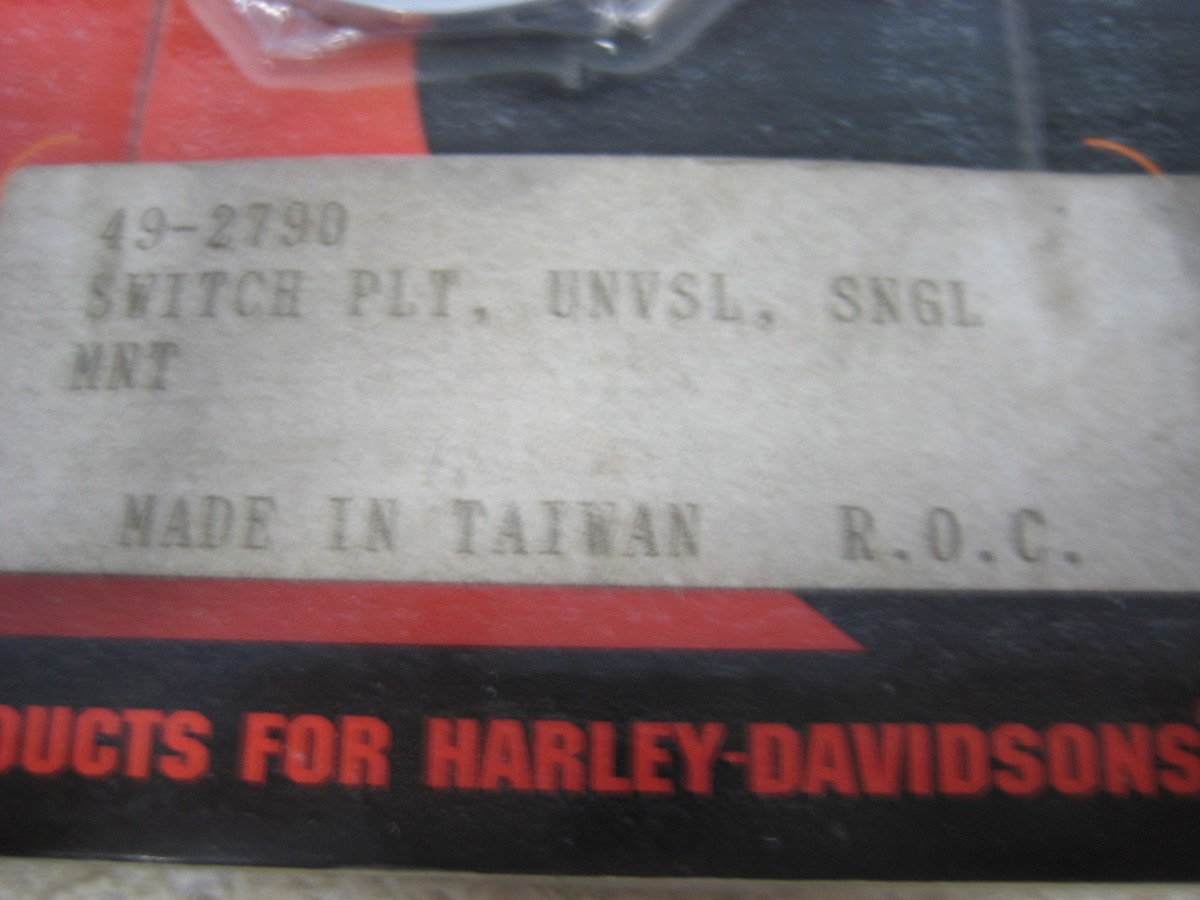 49-2790
SWITCH PLT, UNVSL, SNGL
MNT
MADE IN TAIWAN R.O.C.
DUCTS FOR HARLEY-DAVIDSONS